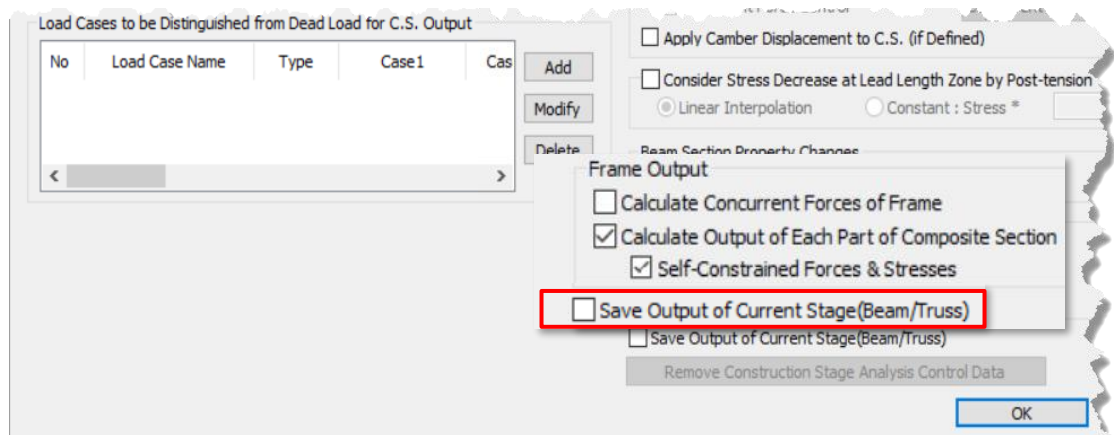 Load Cases to be Distinguished from Dead Load for C.S. Output
No Load Case Name Type Case1 Cas
Add
Modify
Delete
Apply Camber Displacement to C.S. (if Defined)
Consider Stress Decrease at Lead Length Zone by Post-tension
Linear Interpolation Constant : Stress *
Beam Section Property Changes
Frame Output
Calculate Concurrent Forces of Frame
Calculate Output of Each Part of Composite Section
Self-Constrained Forces & Stresses
Save Output of Current Stage(Beam/Truss)
Save Output of Current Stage(Beam/Truss)
Remove Construction Stage Analysis Control Data
OK